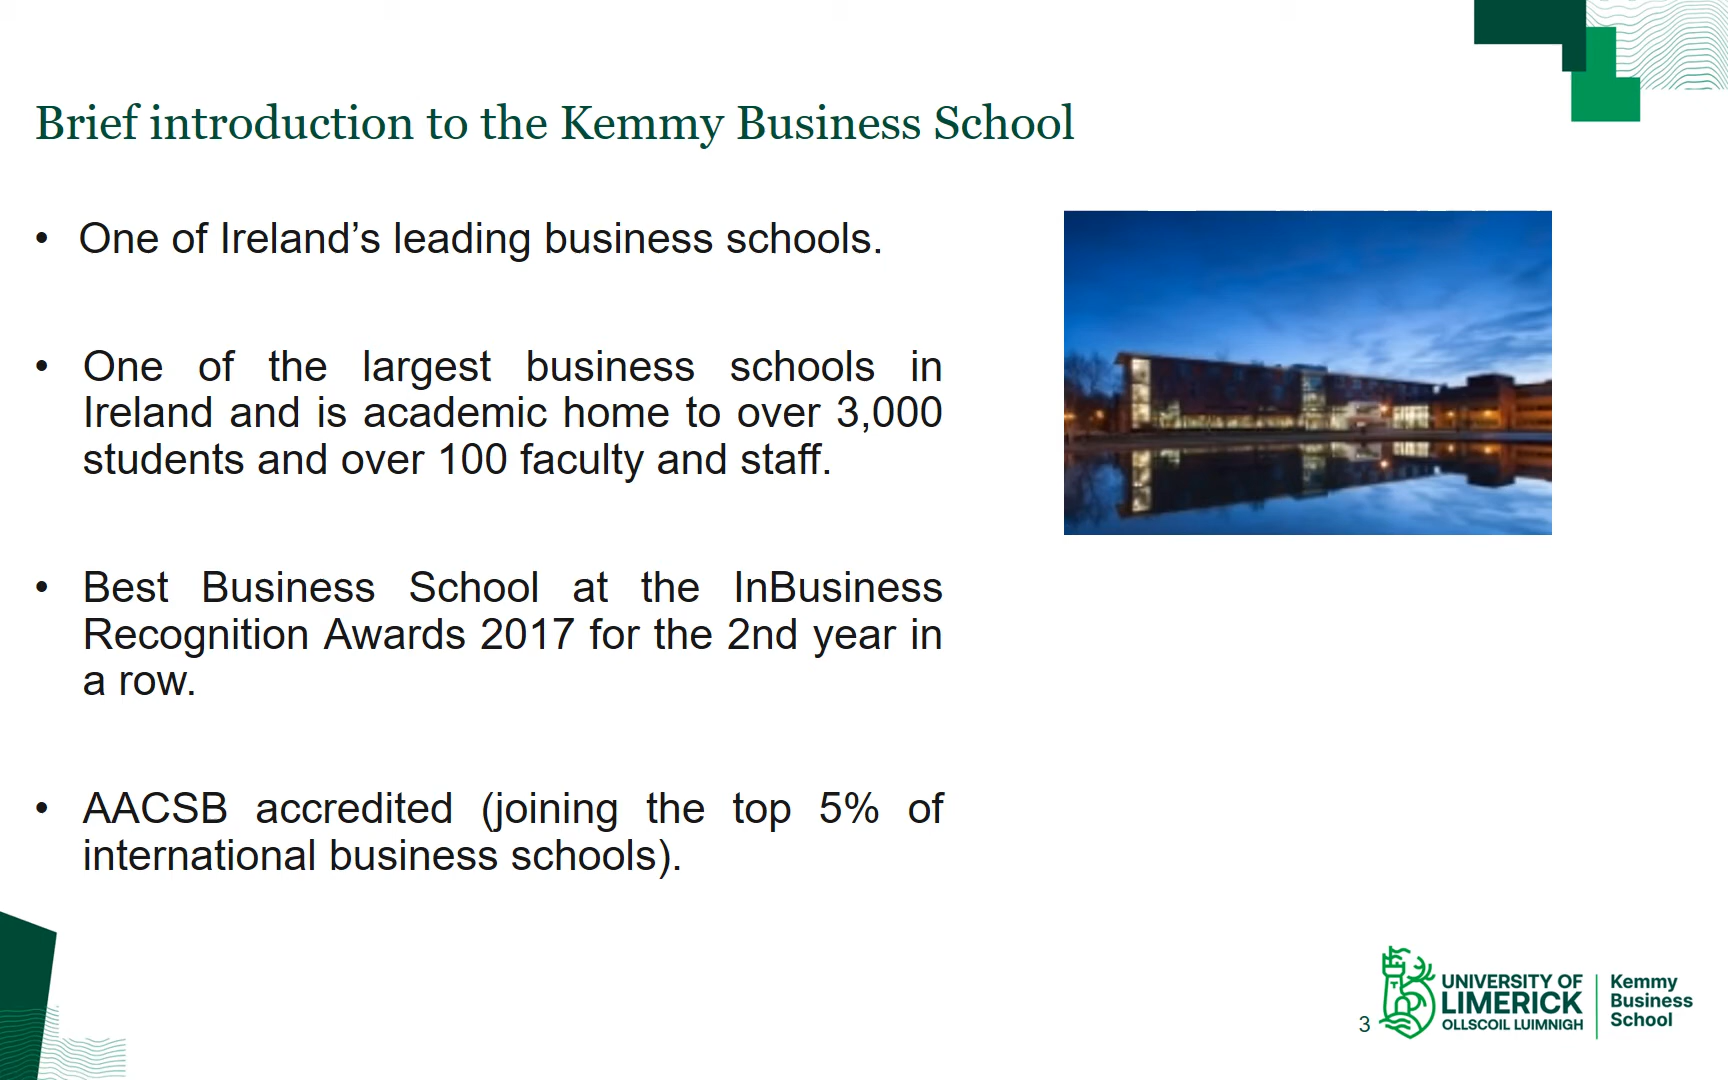 Brief introduction to the Kemmy Business School
• One of Ireland’s leading business schools.
• One of the largest business schools in
Ireland and is academic home to over 3,000
students and over 100 faculty and staff.
• Best Business School at the InBusiness
Recognition Awards 2017 for the 2nd year in
a row.
• AACSB accredited (joining the top 5% of
international business schools).
3
UNIVERSITY OF
LIMERICK
OLLSCOIL LUIMNIGH
Kemmy
Business
School